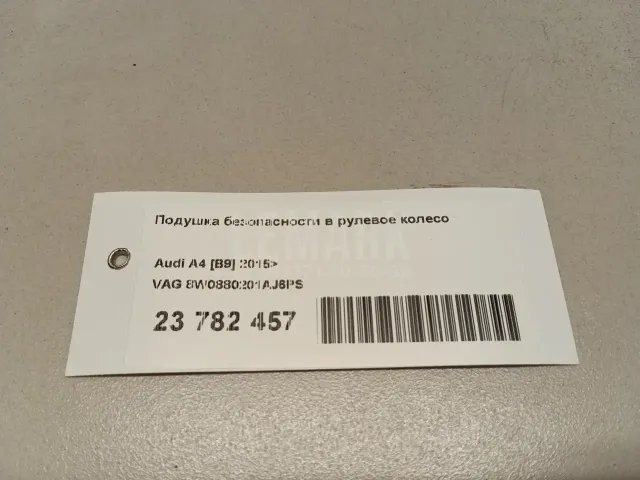 Подушка безопасности в рулевое колесо
Audi A4 [B9] 2015>
VAG 8W0880201AJ6PS
23 782 457